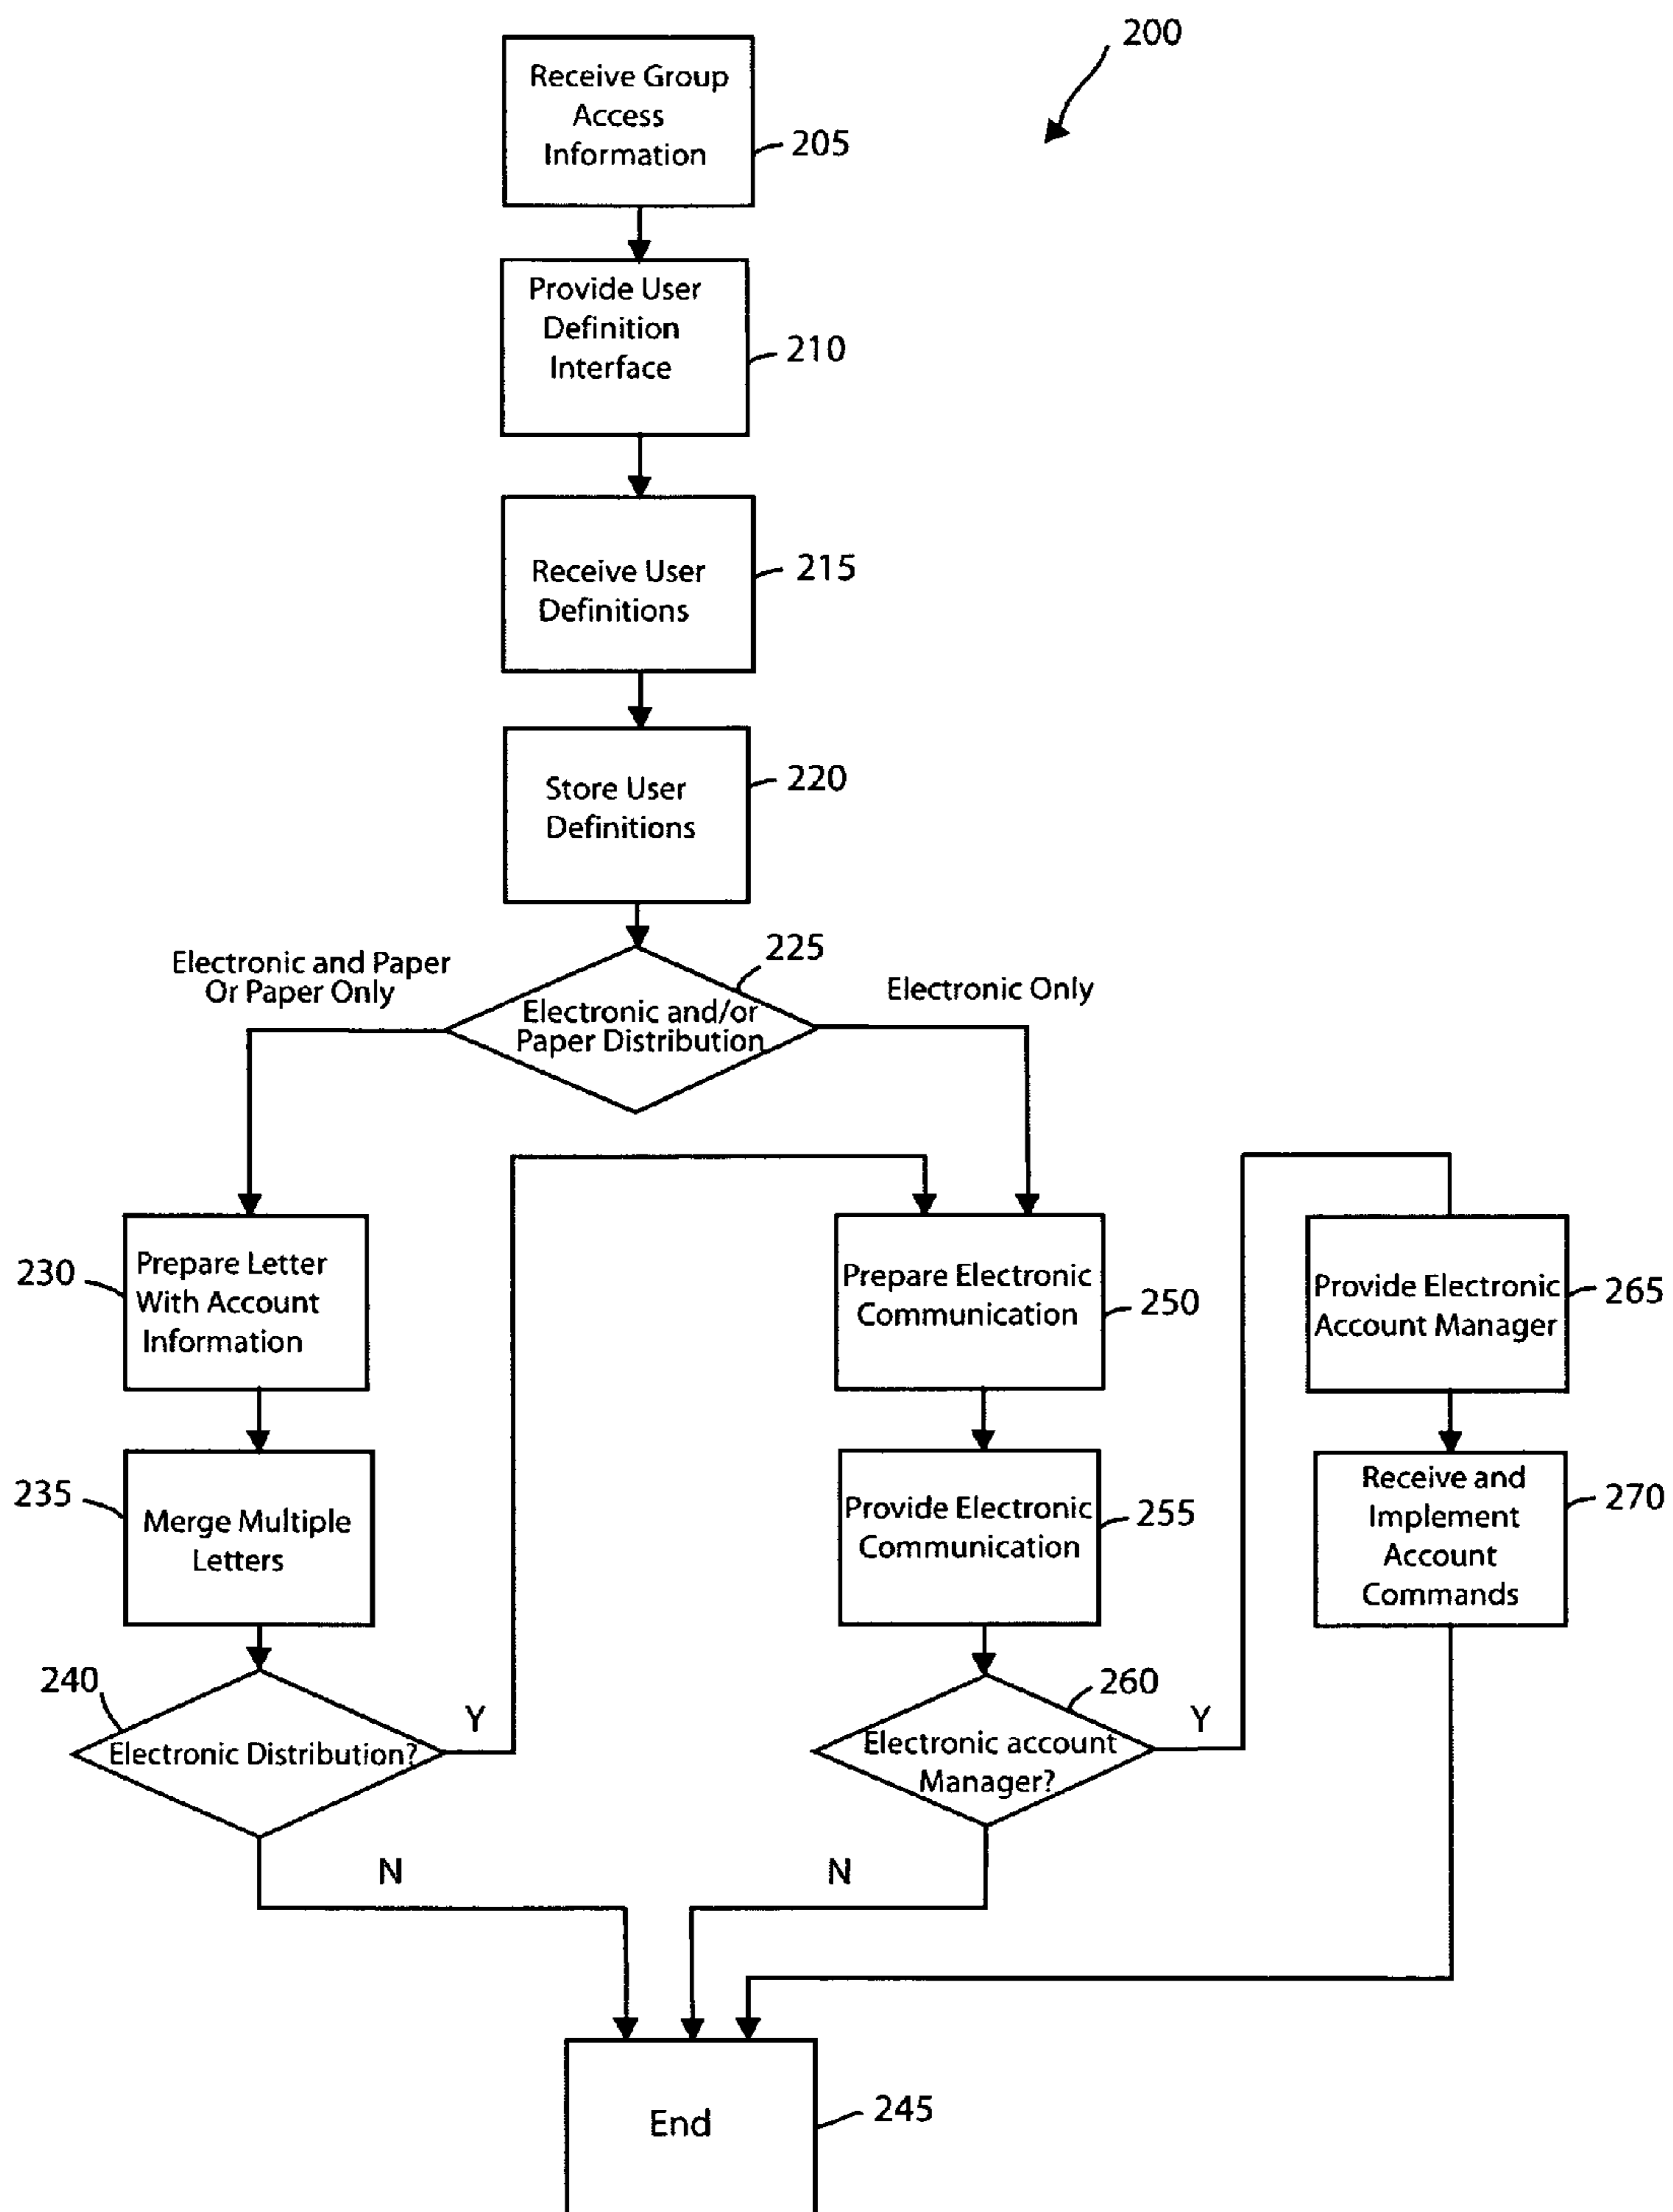 200
Receive Group
Access
Information
205
Provide User
Definition
Interface
210
Receive User
Definitions
215
Store User
Definitions
220
225
Electronic and Paper
Or Paper Only
Electronic Only
Electronic and/or
Paper Distribution
230
Prepare Letter
With Account
Information
Prepare Electronic
Communication
250
Provide Electronic
Account Manager
265
235
Merge Multiple
Letters
Provide Electronic
Communication
255
Receive and
Implement
Account
Commands
270
240
Electronic Distribution?
Y
260
Electronic account
Manager?
Y
N
N
End
245